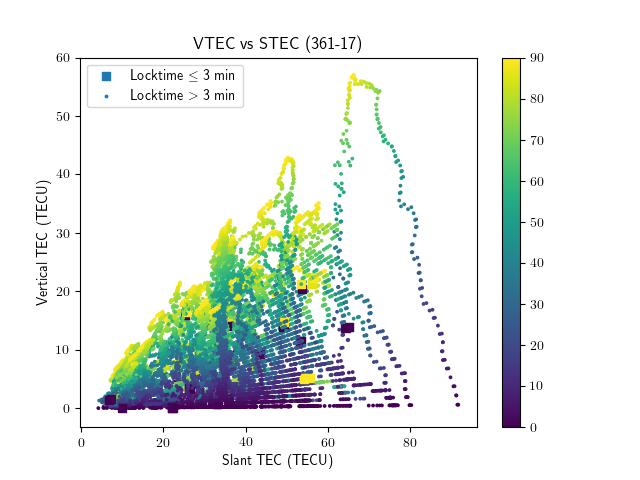 VTEC vs STEC (361-17)
Locktime ≤ 3 min
Locktime > 3 min
Vertical TEC (TECU)
60
50
40
30
20
10
0
0 20 40 60 80
Slant TEC (TECU)
90
80
70
60
50
40
30
20
10
0